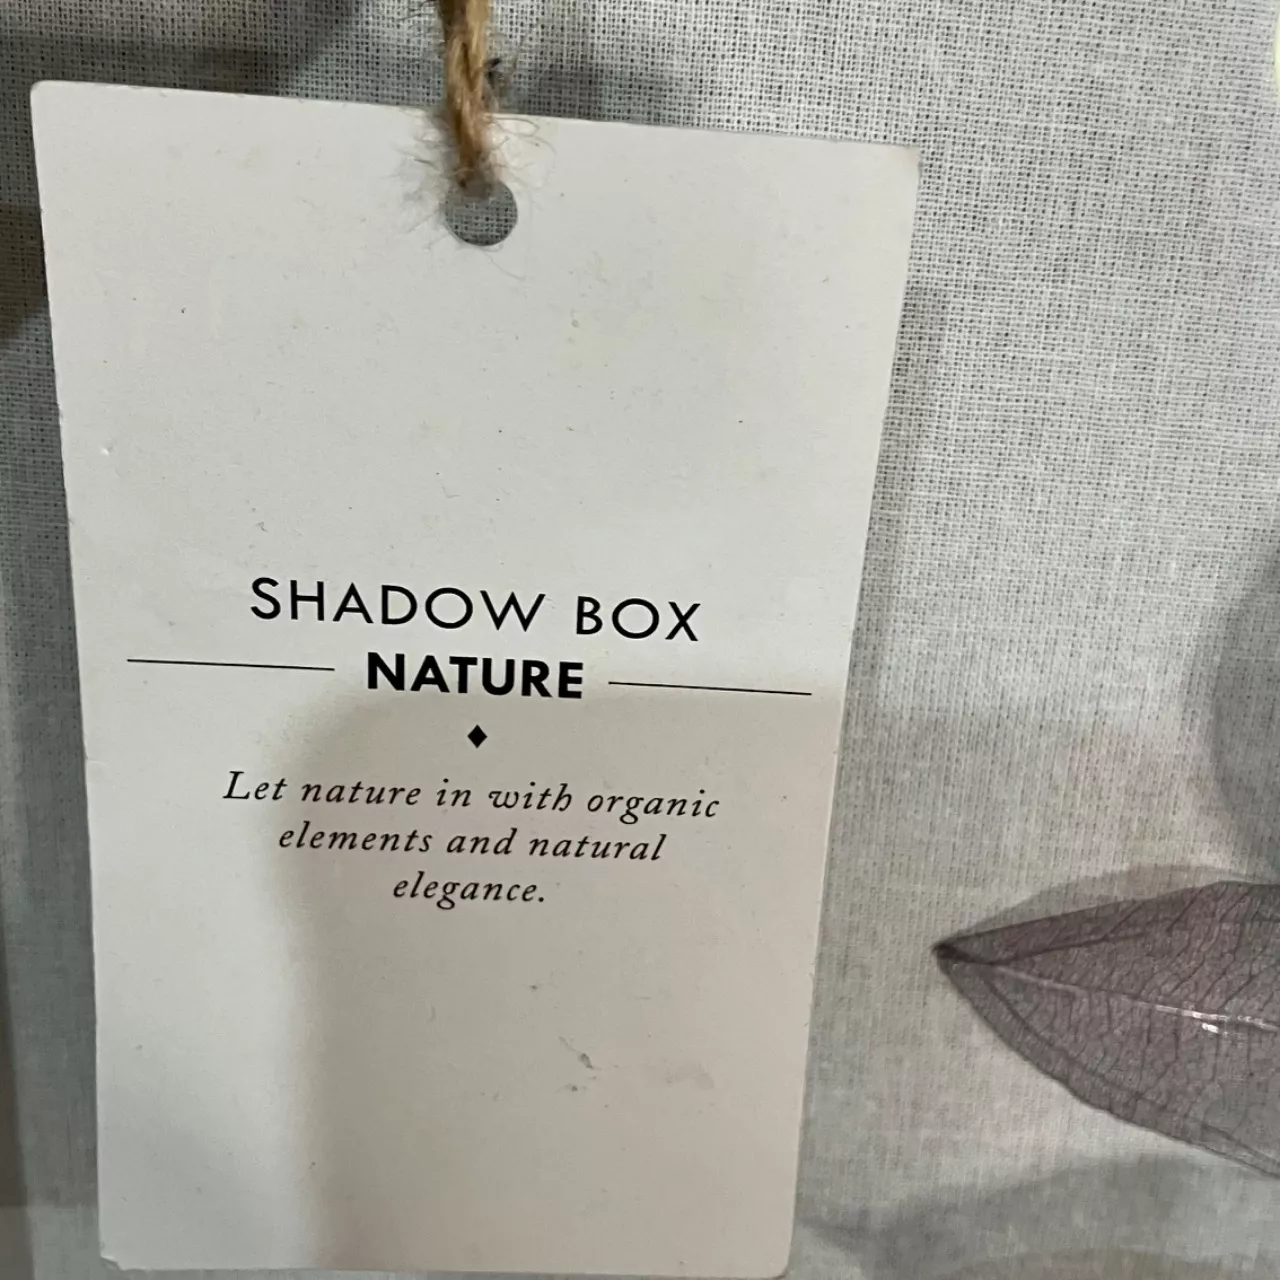 SHADOW BOX
NATURE
Let nature in with organic
elements and natural
elegance.